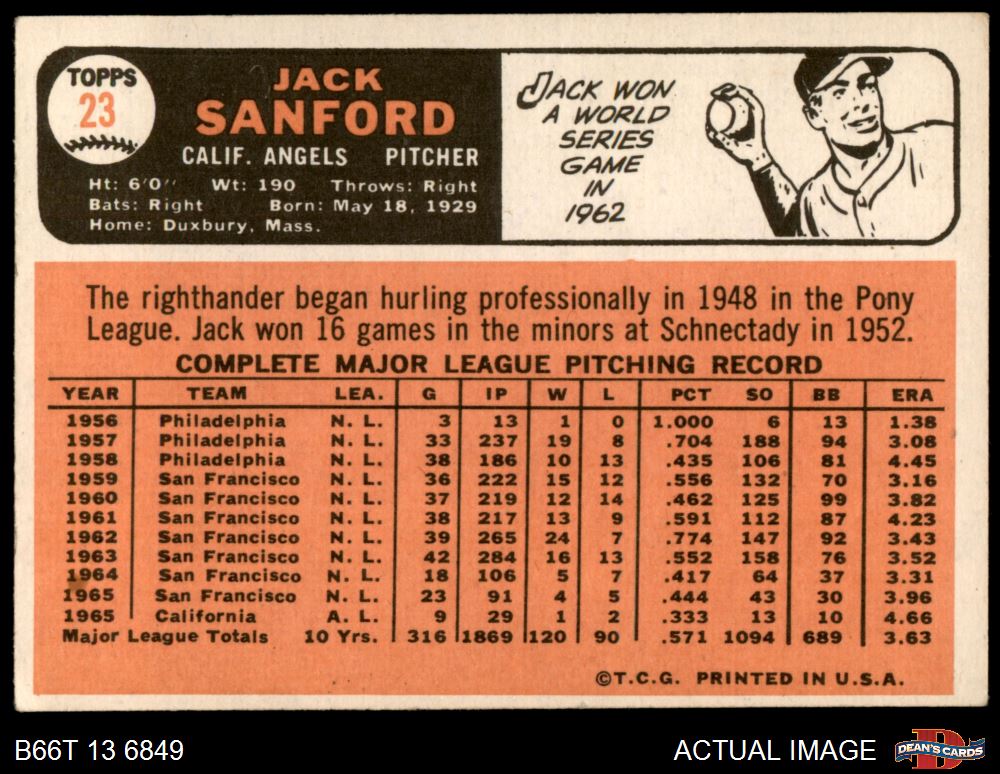 TOPPS
23
JACK
SANFORD
CALIF. ANGELS PITCHER
Ht: 6'0" Wt: 190 Throws: Right
Bats: Right Born: May 18, 1929
Home: Duxbury, Mass.
JACK WON
A WORLD
SERIES
GAME
IN
1962
The righthander began hurling professionally in 1948 in the Pony
League. Jack won 16 games in the minors at Schnectady in 1952.
COMPLETE MAJOR LEAGUE PITCHING RECORD
YEAR TEAM LEA. G IP W L PCT SO BB ERA
1956 Philadelphia N. L. 3 13 1 0 1.000 6 13 1.38
1957 Philadelphia N. L. 33 237 19 8 .704 188 94 3.08
1958 Philadelphia N. L. 38 186 10 13 .435 106 81 4.45
1959 San Francisco N. L. 36 222 15 12 .556 132 70 3.16
1960 San Francisco N. L. 37 219 12 14 .462 125 99 3.82
1961 San Francisco N. L. 38 217 13 9 .591 112 87 4.23
1962 San Francisco N. L. 39 265 24 7 .774 147 92 3.43
1963 San Francisco N. L. 42 284 16 13 .552 158 76 3.52
1964 San Francisco N. L. 18 106 5 7 .417 64 37 3.31
1965 San Francisco N. L. 23 91 4 5 .444 43 30 3.96
1965 California A. L. 9 29 1 2 .333 13 10 4.66
Major League Totals 10 Yrs. 316 1869 120 90 .571 1094 689 3.63
©T.C.G. PRINTED IN U.S.A.
B66T 13 6849
ACTUAL IMAGE
DEAN'S CARDS